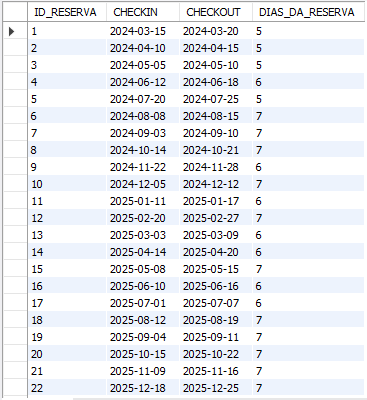 ID_RESERVA CHECKIN CHECKOUT DIAS_DA_RESERVA
1 2024-03-15 2024-03-20 5
2 2024-04-10 2024-04-15 5
3 2024-05-05 2024-05-10 5
4 2024-06-12 2024-06-18 6
5 2024-07-20 2024-07-25 5
6 2024-08-08 2024-08-15 7
7 2024-09-03 2024-09-10 7
8 2024-10-14 2024-10-21 7
9 2024-11-22 2024-11-28 6
10 2024-12-05 2024-12-12 7
11 2025-01-11 2025-01-17 6
12 2025-02-20 2025-02-27 7
13 2025-03-03 2025-03-09 6
14 2025-04-14 2025-04-20 6
15 2025-05-08 2025-05-15 7
16 2025-06-10 2025-06-16 6
17 2025-07-01 2025-07-07 6
18 2025-08-12 2025-08-19 7
19 2025-09-04 2025-09-11 7
20 2025-10-15 2025-10-22 7
21 2025-11-09 2025-11-16 7
22 2025-12-18 2025-12-25 7